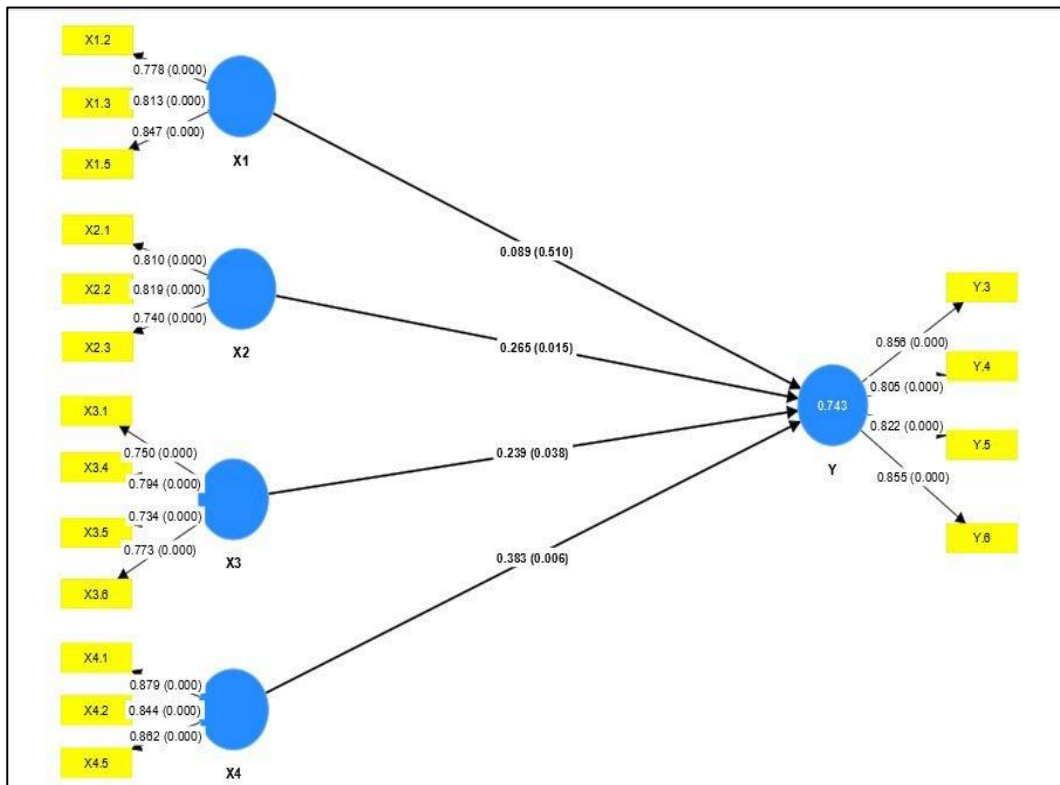 X1.2
0.778 (0.000)
X1.3
0.813 (0.000)
0.847 (0.000)
X1.5
X1
X2.1
0.810 (0.000)
X2.2
0.819 (0.000)
0.740 (0.000)
X2.3
X2
X3.1
0.750 (0.000)
X3.4
0.794 (0.000)
0.734 (0.000)
X3.5
0.773 (0.000)
X3.6
X3
X4.1
0.879 (0.000)
X4.2
0.844 (0.000)
0.862 (0.000)
X4.5
X4
0.089 (0.510)
0.265 (0.015)
0.239 (0.038)
0.383 (0.006)
0.743
Y
Y.3
0.856 (0.000)
Y.4
0.805 (0.000)
0.822 (0.000)
Y.5
0.855 (0.000)
Y.6